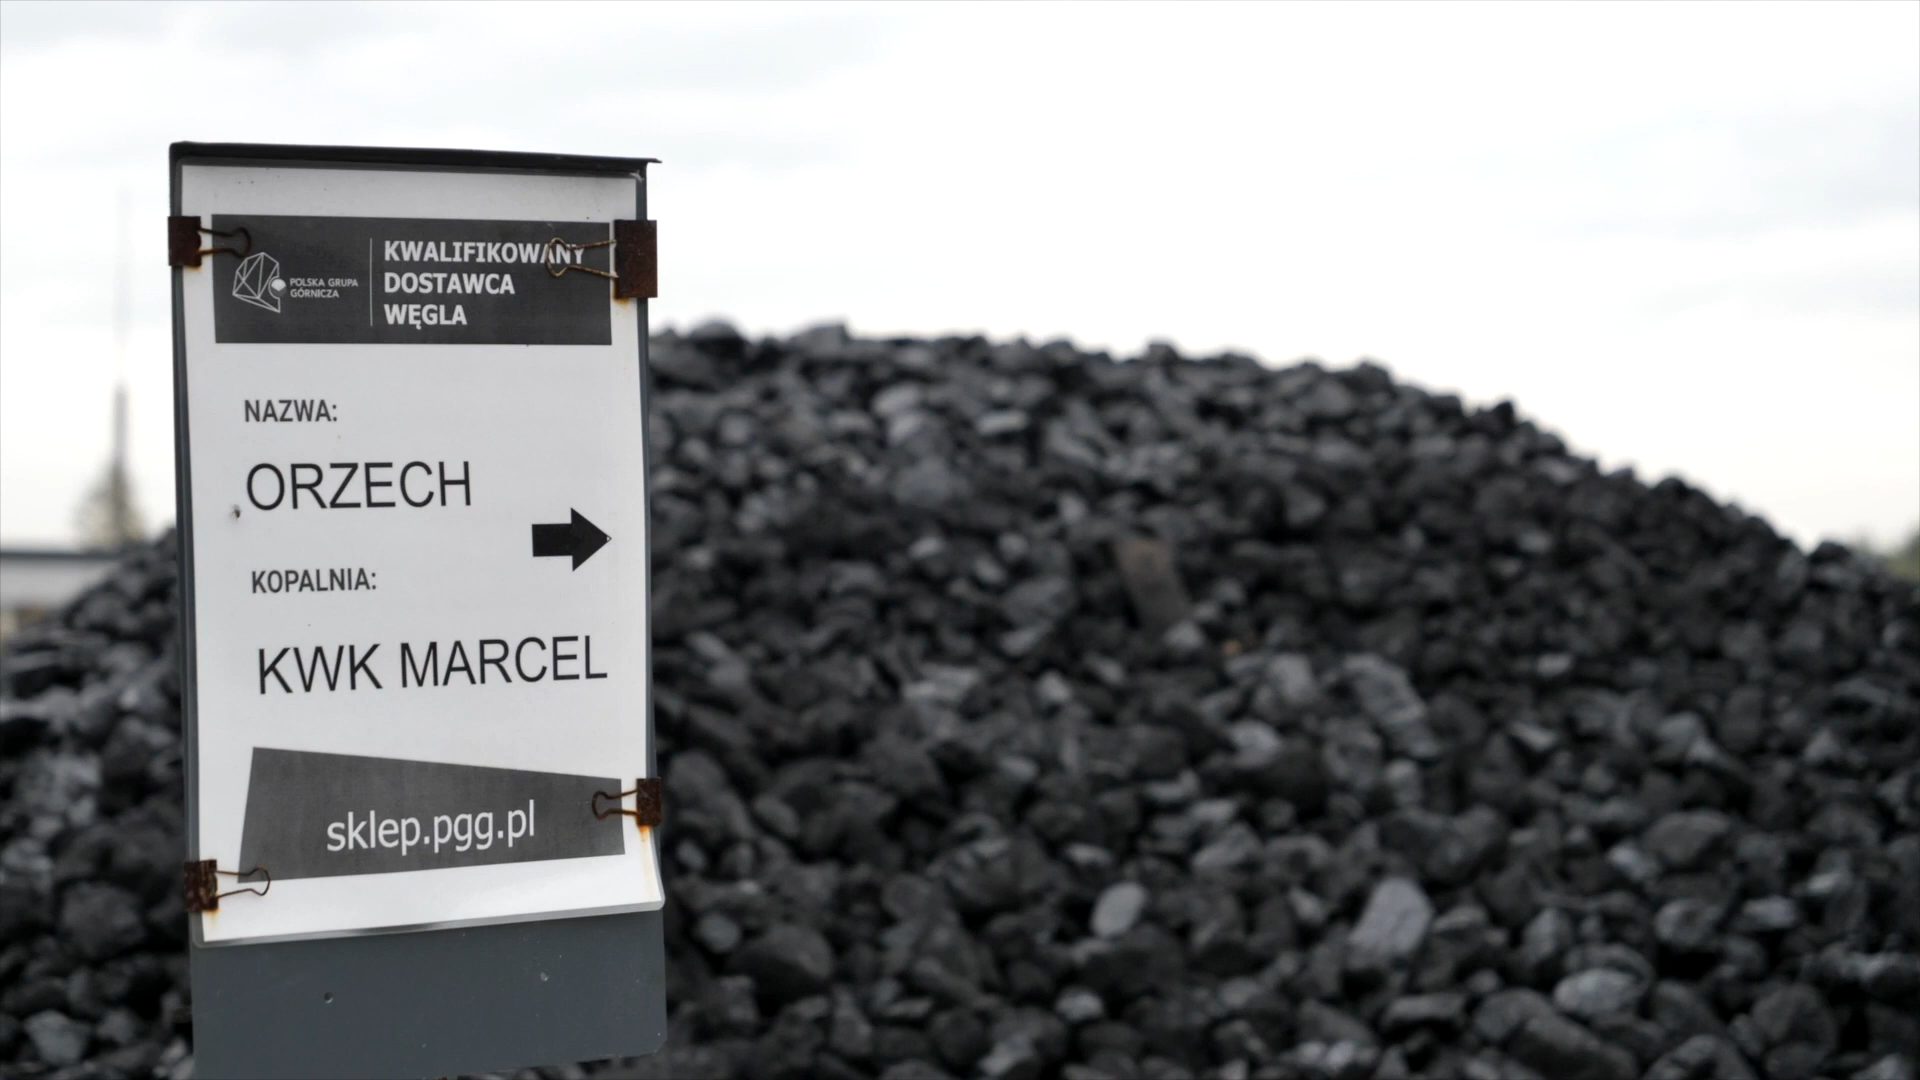 POLSKA GRUPA
GÓRNICZA
KWALIFIKOWANY
DOSTAWCA
WĘGLA
NAZWA:
ORZECH
KOPALNIA:
KWK MARCEL
sklep.pgg.pl